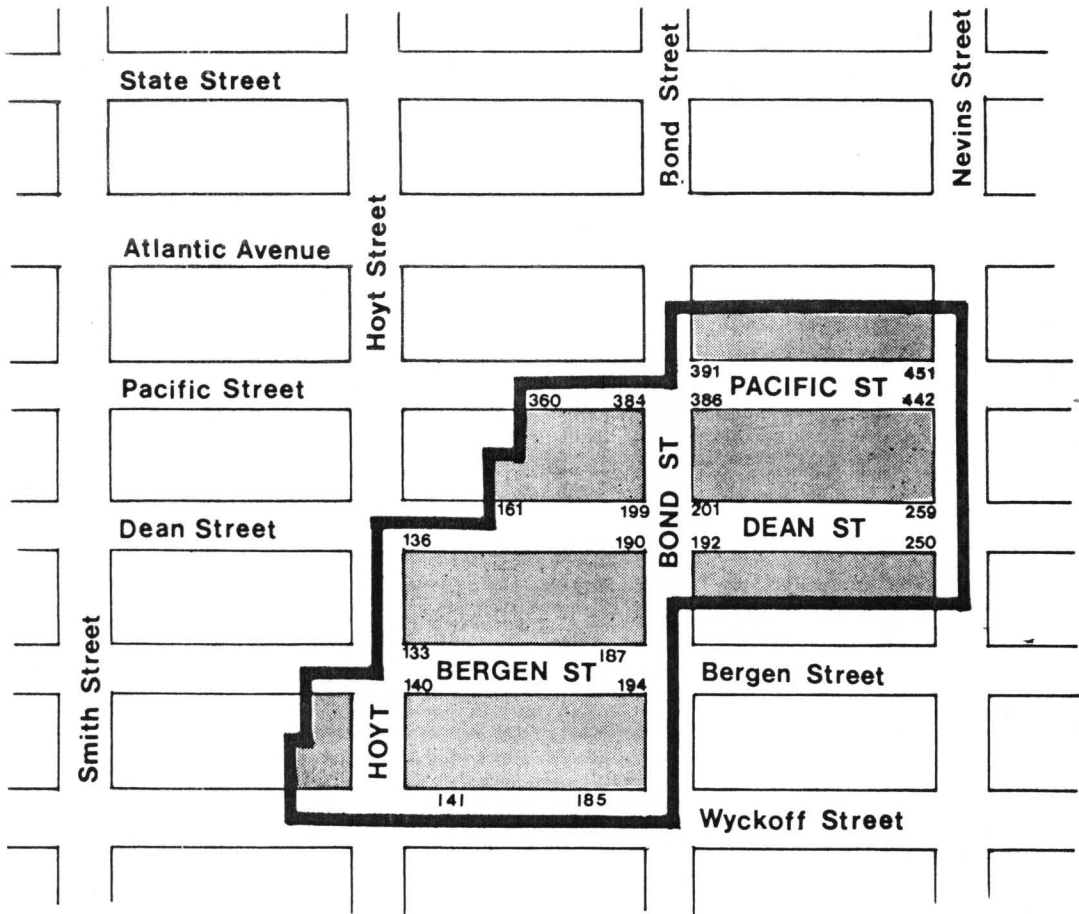 State Street
Bond Street
Nevins Street
Atlantic Avenue
Hoyt Street
391 451
Pacific Street
PACIFIC ST
360 384 386 442
BOND ST
161 199 201 259
Dean Street
DEAN ST
136 190 192 250
133 187
Smith Street
BERGEN ST
Bergen Street
140 194
HOYT
141 185
Wyckoff Street